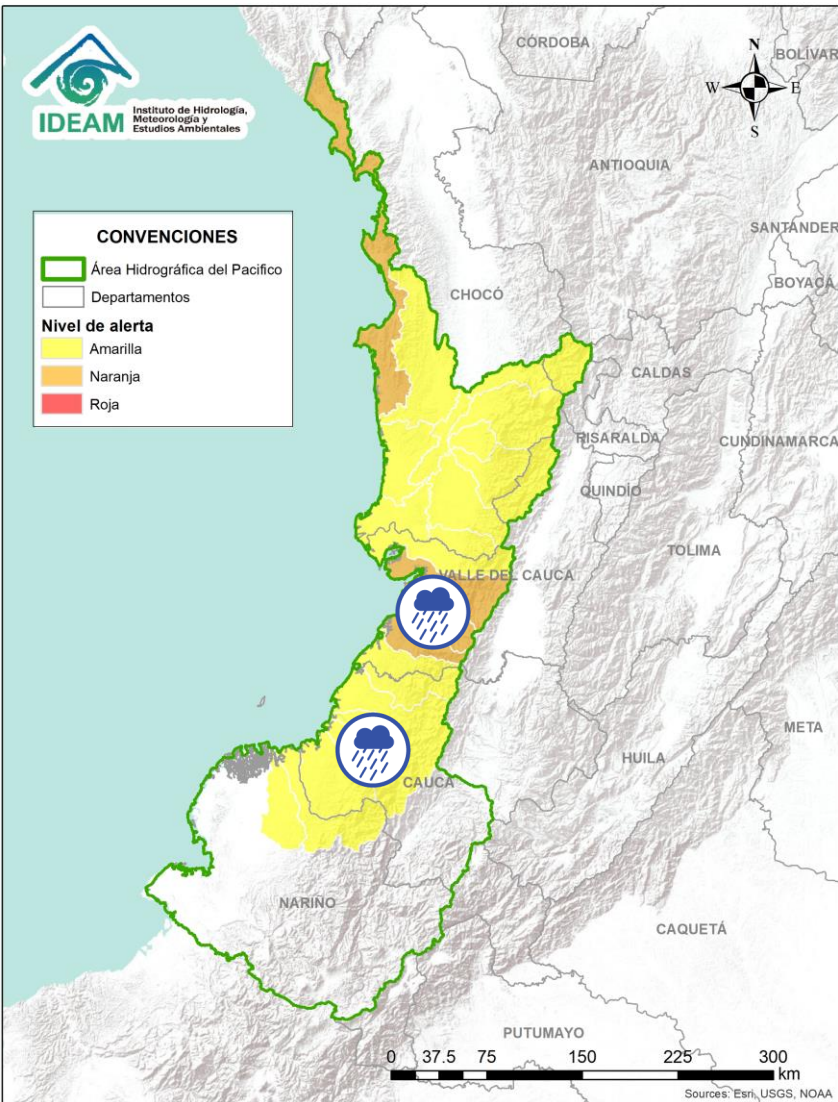 IDEAM
Instituto de Hidrología,
Meteorología y
Estudios Ambientales
N
W E
S
CONVENCIONES
Área Hidrográfica del Pacifico
Departamentos
Nivel de alerta
Amarilla
Naranja
Roja
CÓRDOBA
BOLÍVAR
ANTIOQUIA
SANTANDER
BOYACÁ
CHOCÓ
CALDAS
RISARALDA
CUNDINAMARCA
QUINDÍO
TOLIMA
VALLE DEL CAUCA
META
HUILA
CAUCA
NARIÑO
CAQUETÁ
PUTUMAYO
0 37.5 75 150 225 300
km
Sources: Esri, USGS, NOAA